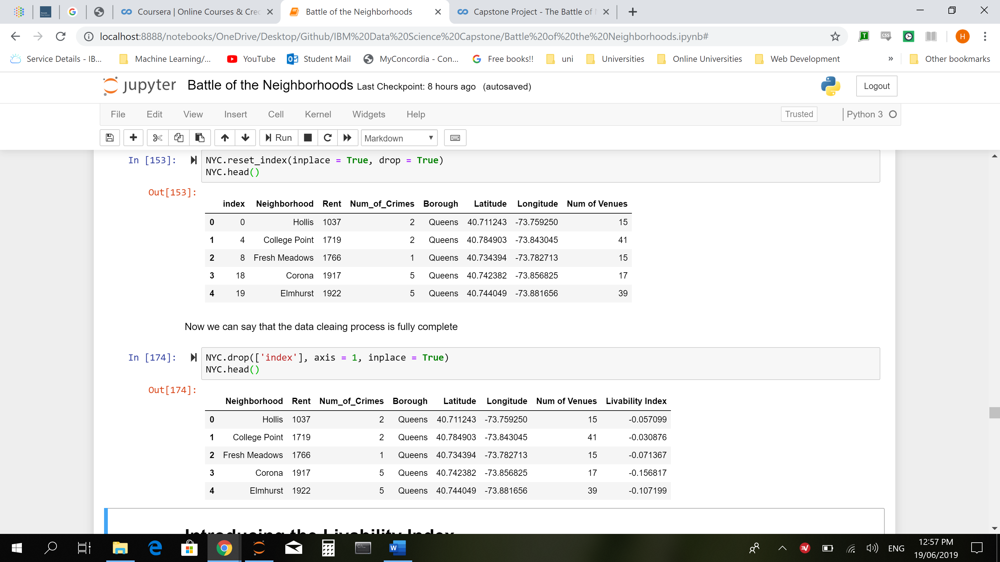 Coursera | Online Courses & Crec
Battle of the Neighborhoods
Capstone Project - The Battle of
localhost:8888/notebooks/OneDrive/Desktop/Github/IBM%20Data%20Science%20Capstone/Battle%20of%20the%20Neighborhoods.ipynb#
T
CSS
H
Service Details - IB...
Machine Learning/...
YouTube
Student Mail
MyConcordia - Con...
Free books!!
uni
Universities
Online Universities
Web Development
»
Other bookmarks
jupyter Battle of the Neighborhoods Last Checkpoint: 8 hours ago (autosaved)
Logout
File Edit View Insert Cell Kernel Widgets Help
Trusted
Python 3
Run
Markdown
In [153]: NYC.reset_index(inplace = True, drop = True)
NYC.head()
Out[153]:
index Neighborhood Rent Num_of_Crimes Borough Latitude Longitude Num of Venues
0 0 Hollis 1037 2 Queens 40.711243 -73.759250 15
1 4 College Point 1719 2 Queens 40.784903 -73.843045 41
2 8 Fresh Meadows 1766 1 Queens 40.734394 -73.782713 15
3 18 Corona 1917 5 Queens 40.742382 -73.856825 17
4 19 Elmhurst 1922 5 Queens 40.744049 -73.881656 39
Now we can say that the data cleaing process is fully complete
In [174]: NYC.drop(['index'], axis = 1, inplace = True)
NYC.head()
Out[174]:
Neighborhood Rent Num_of_Crimes Borough Latitude Longitude Num of Venues Livability Index
0 Hollis 1037 2 Queens 40.711243 -73.759250 15 -0.057099
1 College Point 1719 2 Queens 40.784903 -73.843045 41 -0.030876
2 Fresh Meadows 1766 1 Queens 40.734394 -73.782713 15 -0.071367
3 Corona 1917 5 Queens 40.742382 -73.856825 17 -0.156817
4 Elmhurst 1922 5 Queens 40.744049 -73.881656 39 -0.107199
Introducing the Livability Index
ENG
12:57 PM
19/06/2019